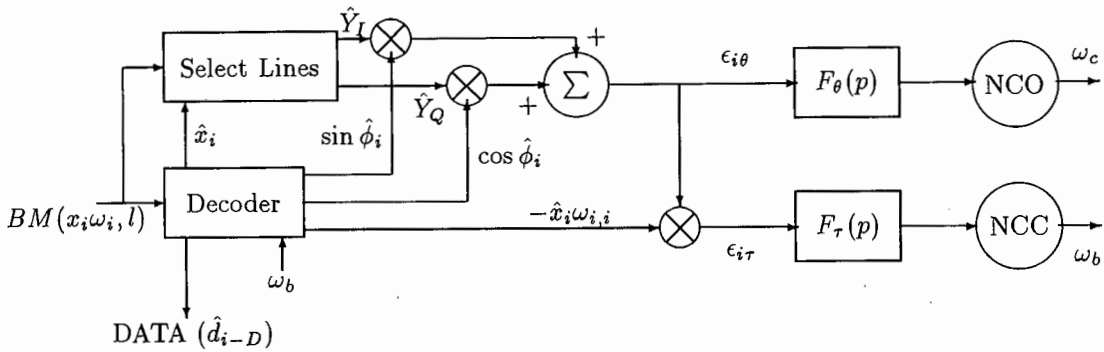 Ŷ_I
+
Select Lines
ε_{iθ}
F_θ(p)
NCO
ω_c
Σ
+
Ŷ_Q
x̂_i
sin φ̂_i
cos φ̂_i
Decoder
BM(x_iω_i, l)
−x̂_iω_{i,i}
ε_{iτ}
F_τ(p)
NCC
ω_b
ω_b
DATA (d̂_{i−D})